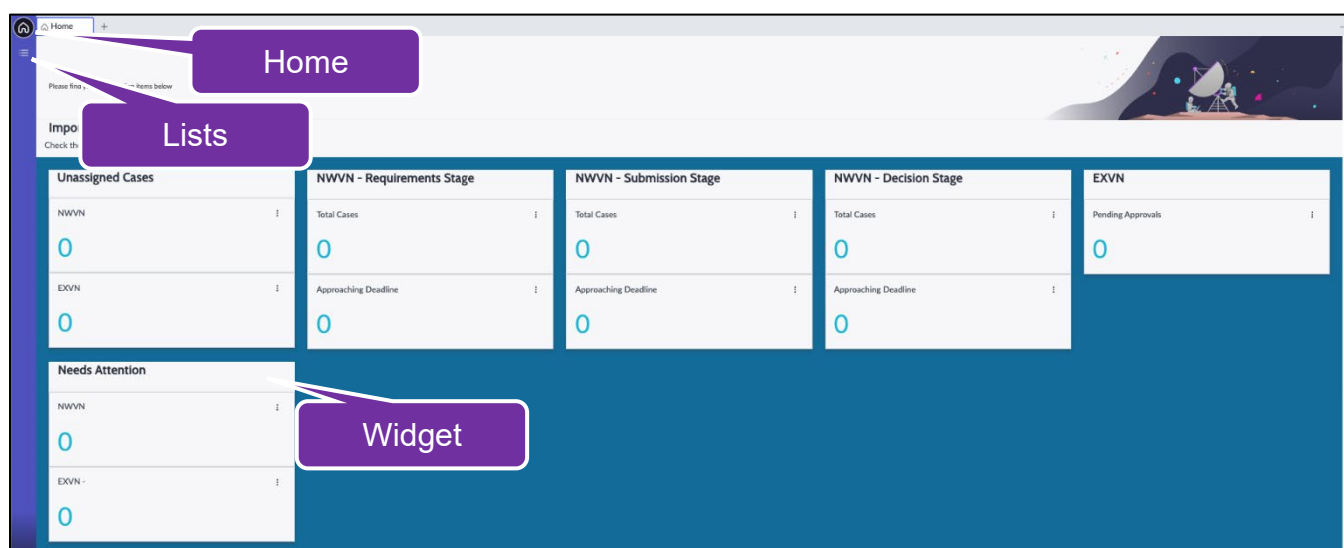 Home +
Home
Please find items below
Lists
Check the
Unassigned Cases
NWVN
0
EXVN
0
NWVN - Requirements Stage
Total Cases
0
Approaching Deadline
0
NWVN - Submission Stage
Total Cases
0
Approaching Deadline
0
NWVN - Decision Stage
Total Cases
0
Approaching Deadline
0
EXVN
Pending Approvals
0
Needs Attention
NWVN
0
EXVN -
0
Widget